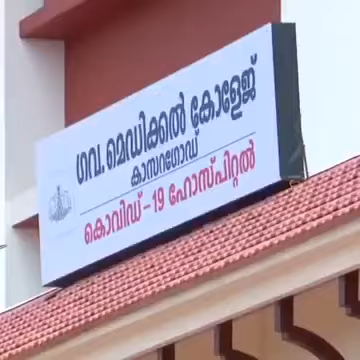 ഗവ. മെഡിക്കൽ കോളേജ്
കാസറഗോഡ്
കൊവിഡ് - 19 ഹോസ്പിറ്റൽ